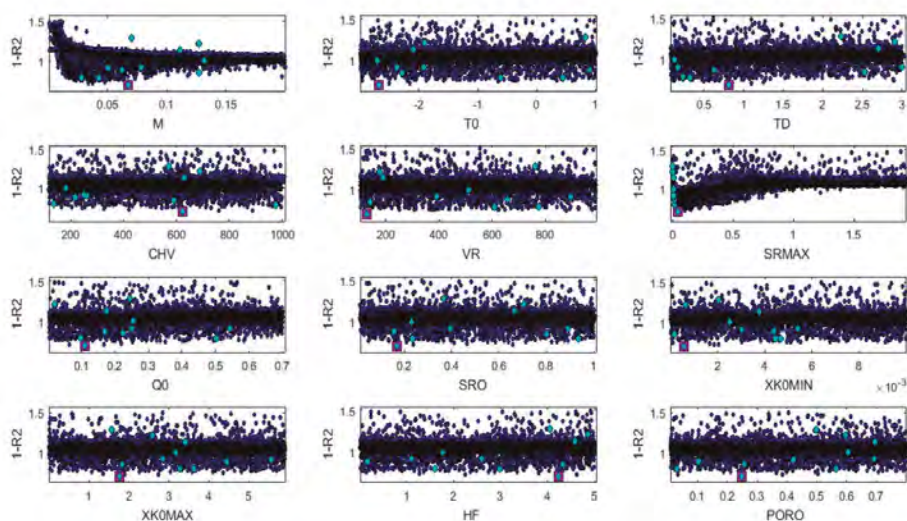 1.5 1.5 1.5
1-R2 1-R2 1-R2
1 1 1
0.05 0.1 0.15 -2 -1 0 1 0.5 1 1.5 2 2.5 3
M T0 TD
1.5 1.5 1.5
1-R2 1-R2 1-R2
1 1 1
200 400 600 800 1000 200 400 600 800 0 0.5 1 1.5
CHV VR SRMAX
1.5 1.5 1.5
1-R2 1-R2 1-R2
1 1 1
0.1 0.2 0.3 0.4 0.5 0.6 0.7 0.2 0.4 0.6 0.8 1 2 4 6 8 10
Q0 SRO XK0MIN ×10⁻³
1.5 1.5 1.5
1-R2 1-R2 1-R2
1 1 1
1 2 3 4 5 0 1 2 3 4 5 0.1 0.2 0.3 0.4 0.5 0.6 0.7
XK0MAX HF PORO